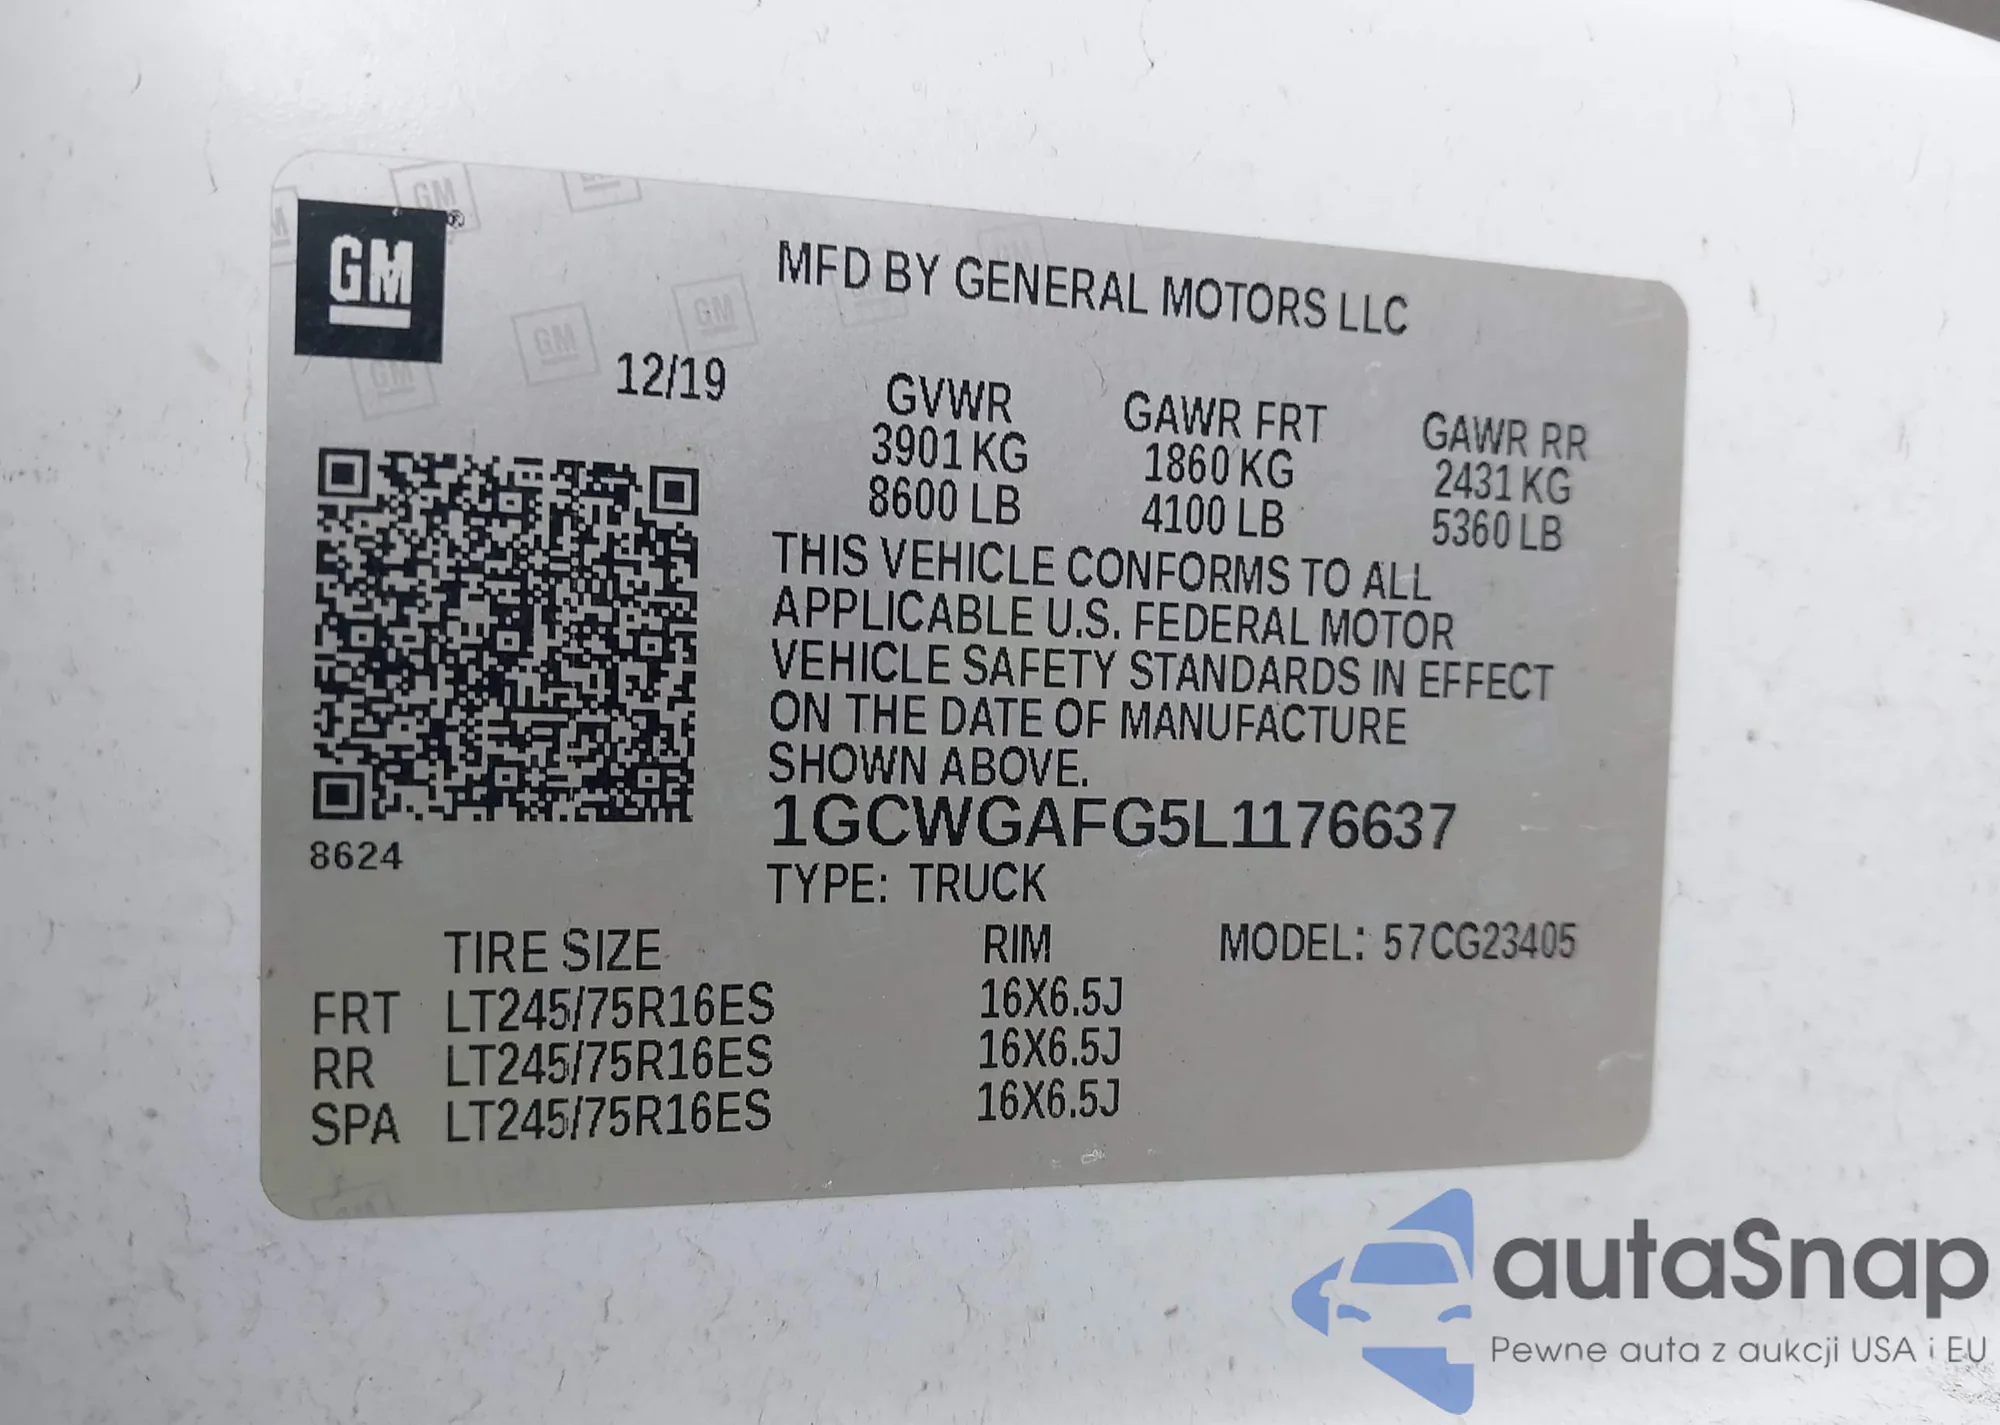 GM
®
MFD BY GENERAL MOTORS LLC
12/19
GVWR GAWR FRT GAWR RR
3901 KG 1860 KG 2431 KG
8600 LB 4100 LB 5360 LB
THIS VEHICLE CONFORMS TO ALL
APPLICABLE U.S. FEDERAL MOTOR
VEHICLE SAFETY STANDARDS IN EFFECT
ON THE DATE OF MANUFACTURE
SHOWN ABOVE.
1GCWGAFG5L1176637
8624
TYPE: TRUCK
TIRE SIZE RIM MODEL: 57CG23405
FRT LT245/75R16ES 16X6.5J
RR LT245/75R16ES 16X6.5J
SPA LT245/75R16ES 16X6.5J
autaSnap
Pewne auta z aukcji USA i EU